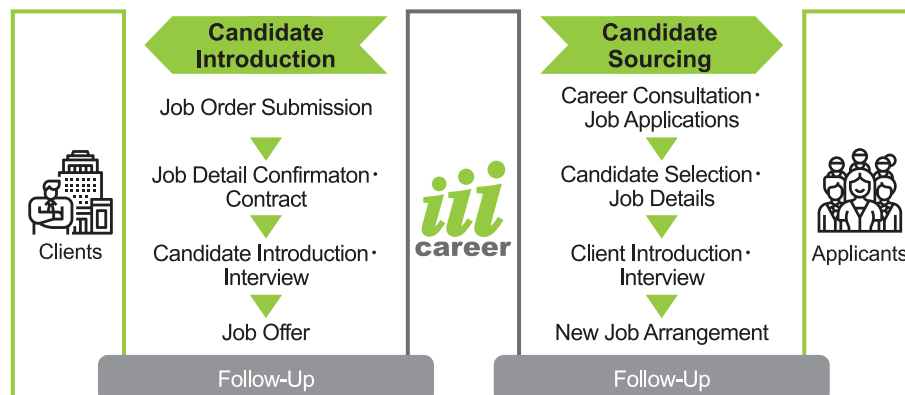 Candidate
Introduction
Job Order Submission
Job Detail Confirmaton・
Contract
Candidate Introduction・
Interview
Job Offer
Follow-Up
Clients
iii
career
Candidate
Sourcing
Career Consultation・
Job Applications
Candidate Selection・
Job Details
Client Introduction・
Interview
New Job Arrangement
Follow-Up
Applicants